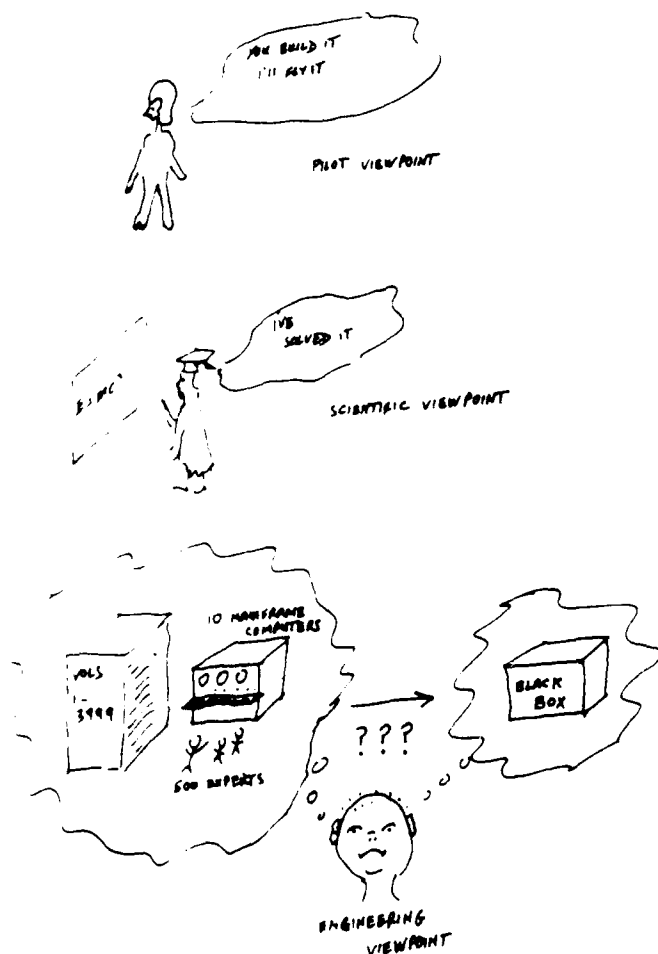 YOU BUILD IT
I'll FLY IT
PILOT VIEWPOINT
I'VE
SOLVED IT
E=MC²
SCIENTIFIC VIEWPOINT
10 MAINFRAME
COMPUTERS
VOLS
1-
3999
500 EXPERTS
? ? ?
BLACK
BOX
ENGINEERING
VIEWPOINT